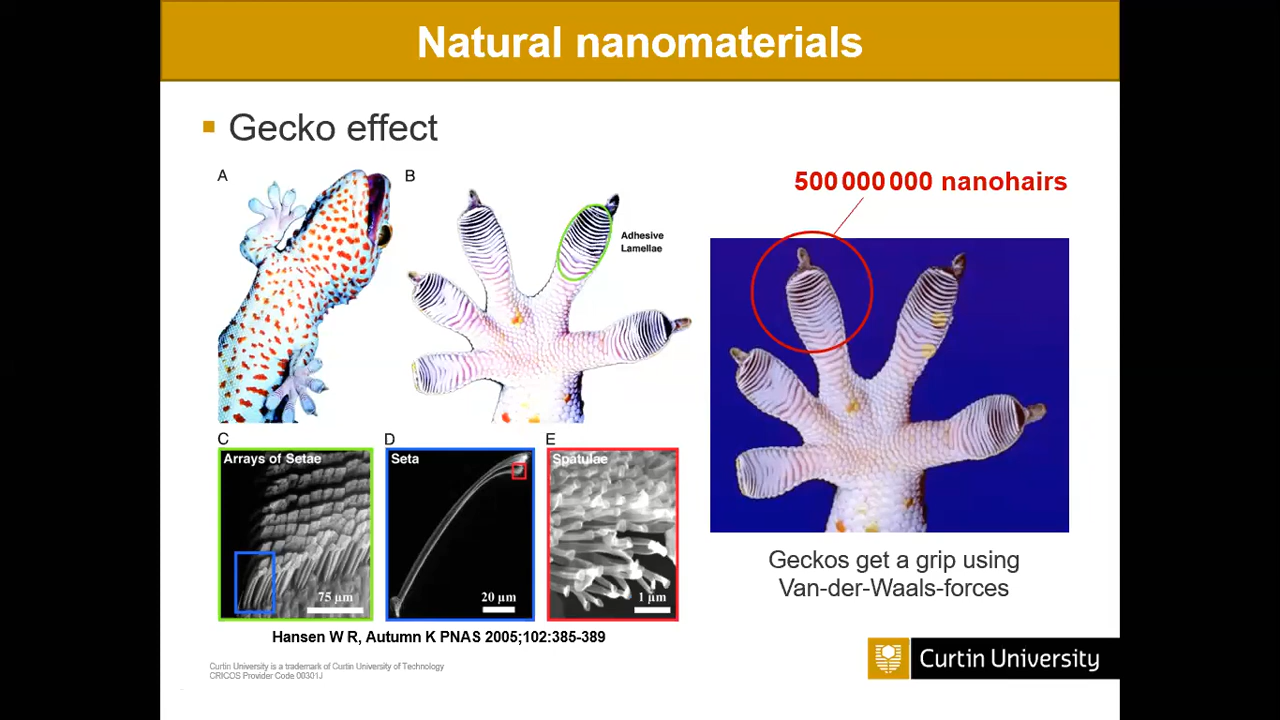 Natural nanomaterials
Gecko effect
A
B
Adhesive
Lamellae
500 000 000 nanohairs
C
D
E
Arrays of Setae
Seta
Spatulae
75 µm
20 µm
1 µm
Hansen W R, Autumn K PNAS 2005;102:385-389
Geckos get a grip using
Van-der-Waals-forces
Curtin University is a trademark of Curtin University of Technology
CRICOS Provider Code 00301J
Curtin University